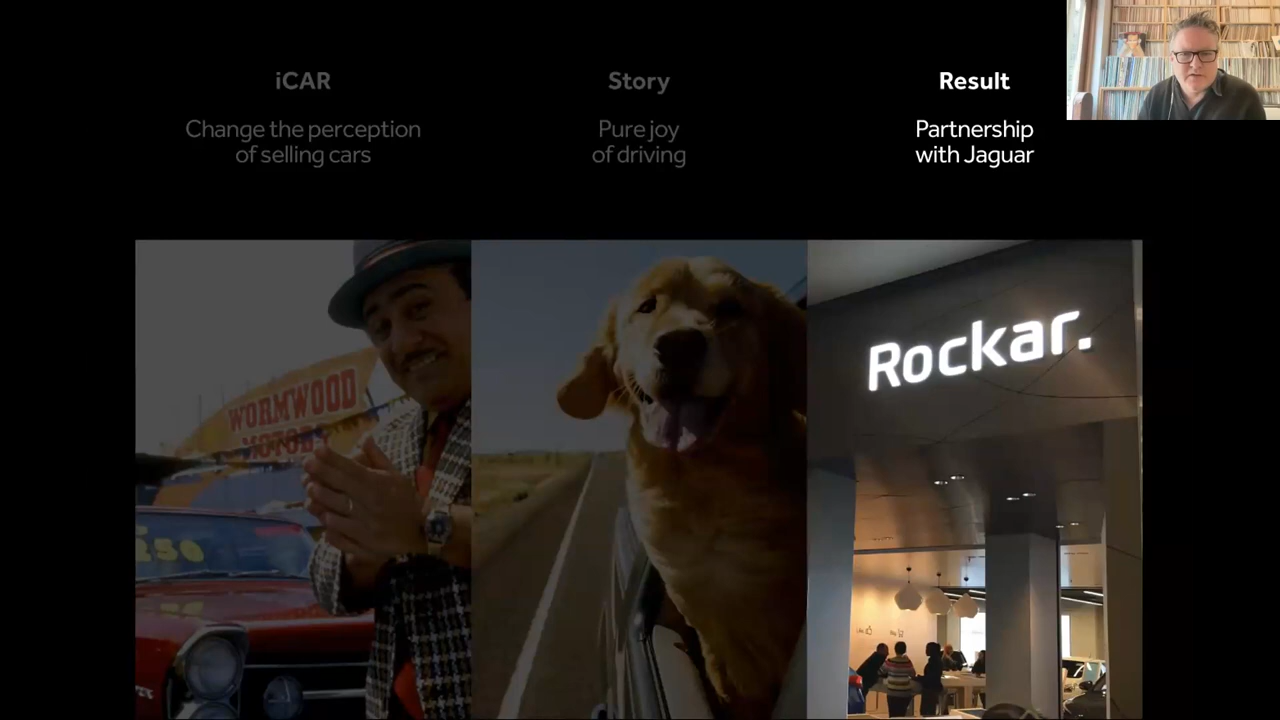 iCAR
Change the perception
of selling cars
Story
Pure joy
of driving
Result
Partnership
with Jaguar
WORMWOOD
MOTORS
Rockar.